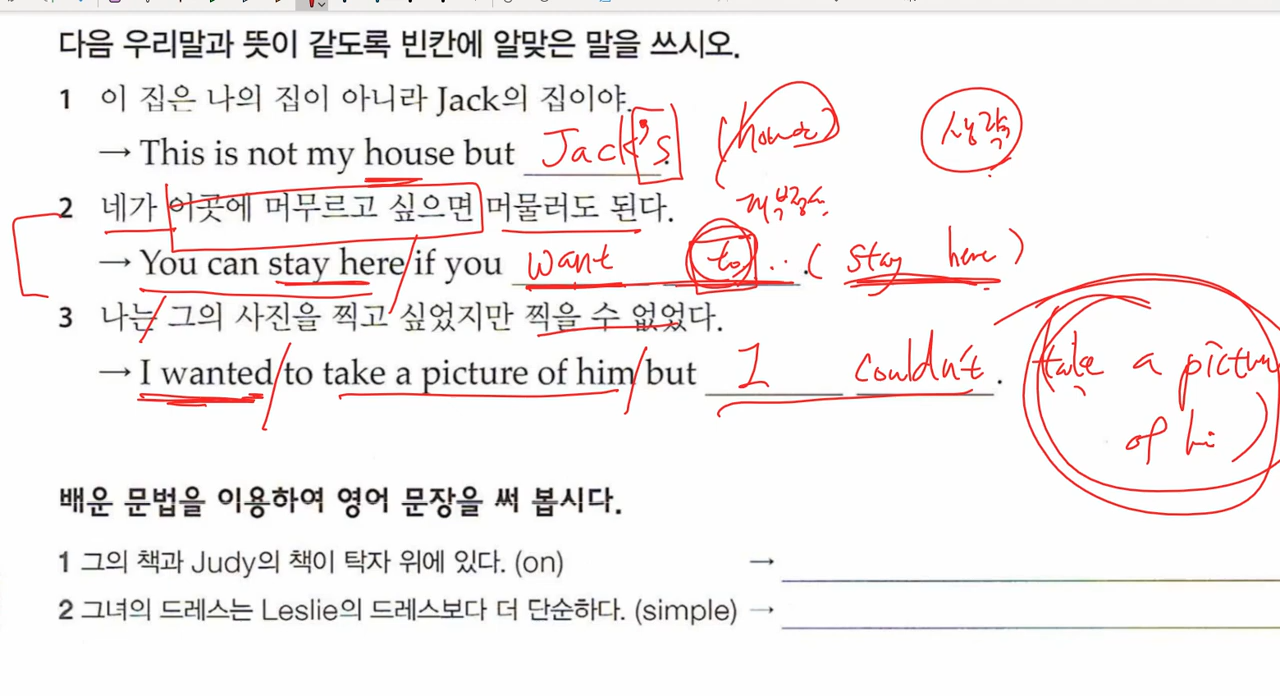 다음 우리말과 뜻이 같도록 빈칸에 알맞은 말을 쓰시오.
1 이 집은 나의 집이 아니라 Jack의 집이야.
→ This is not my house but Jack's. (house) 생략
2 네가 이곳에 머무르고 싶으면 머물러도 된다.
→ You can stay here if you want to. (stay here)
3 나는 그의 사진을 찍고 싶었지만 찍을 수 없었다.
→ I wanted to take a picture of him but I couldn't. (take a picture
of hi)
배운 문법을 이용하여 영어 문장을 써 봅시다.
1 그의 책과 Judy의 책이 탁자 위에 있다. (on) →
2 그녀의 드레스는 Leslie의 드레스보다 더 단순하다. (simple) →